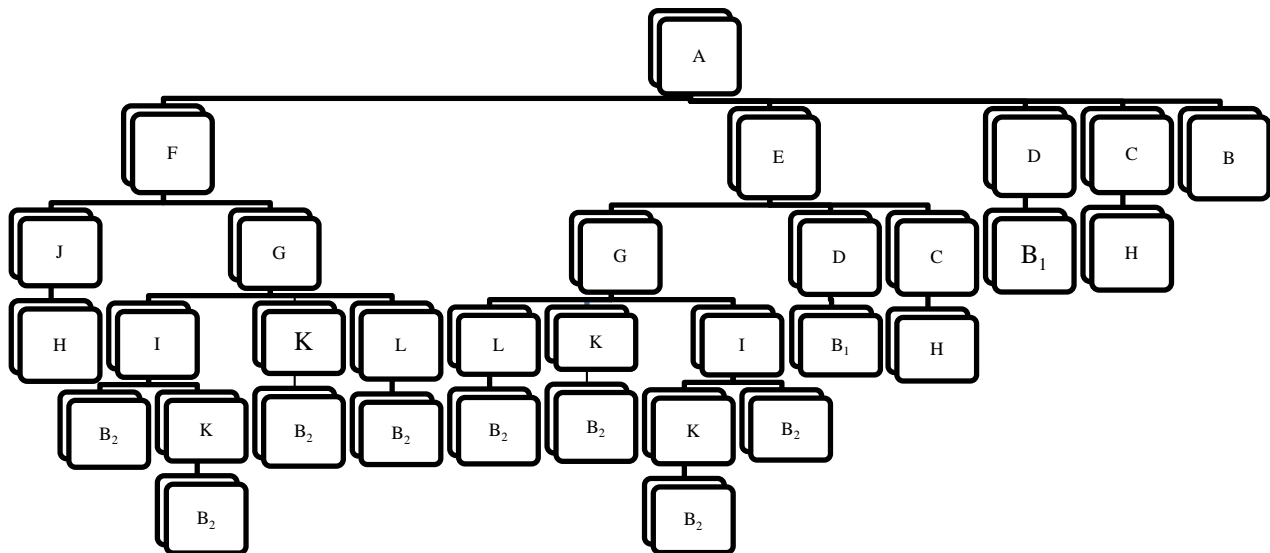 A
F E D C B
J G G D C B₁ H
H I K L L K I B₁ H
B₂ K B₂ B₂ B₂ B₂ K B₂
B₂ B₂